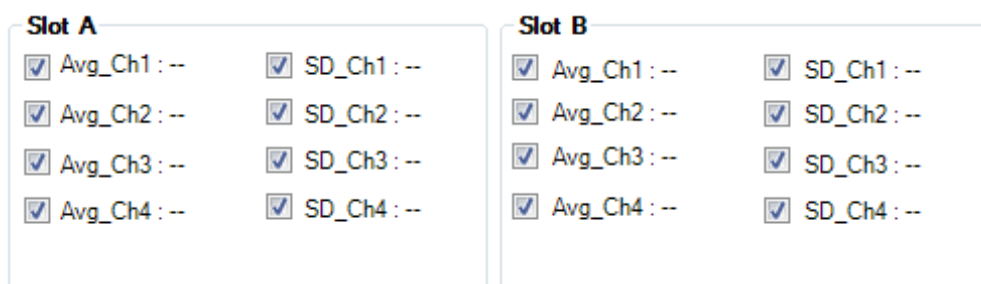 Slot A
Avg_Ch1 : --
SD_Ch1 : --
Avg_Ch2 : --
SD_Ch2 : --
Avg_Ch3 : --
SD_Ch3 : --
Avg_Ch4 : --
SD_Ch4 : --
Slot B
Avg_Ch1 : --
SD_Ch1 : --
Avg_Ch2 : --
SD_Ch2 : --
Avg_Ch3 : --
SD_Ch3 : --
Avg_Ch4 : --
SD_Ch4 : --